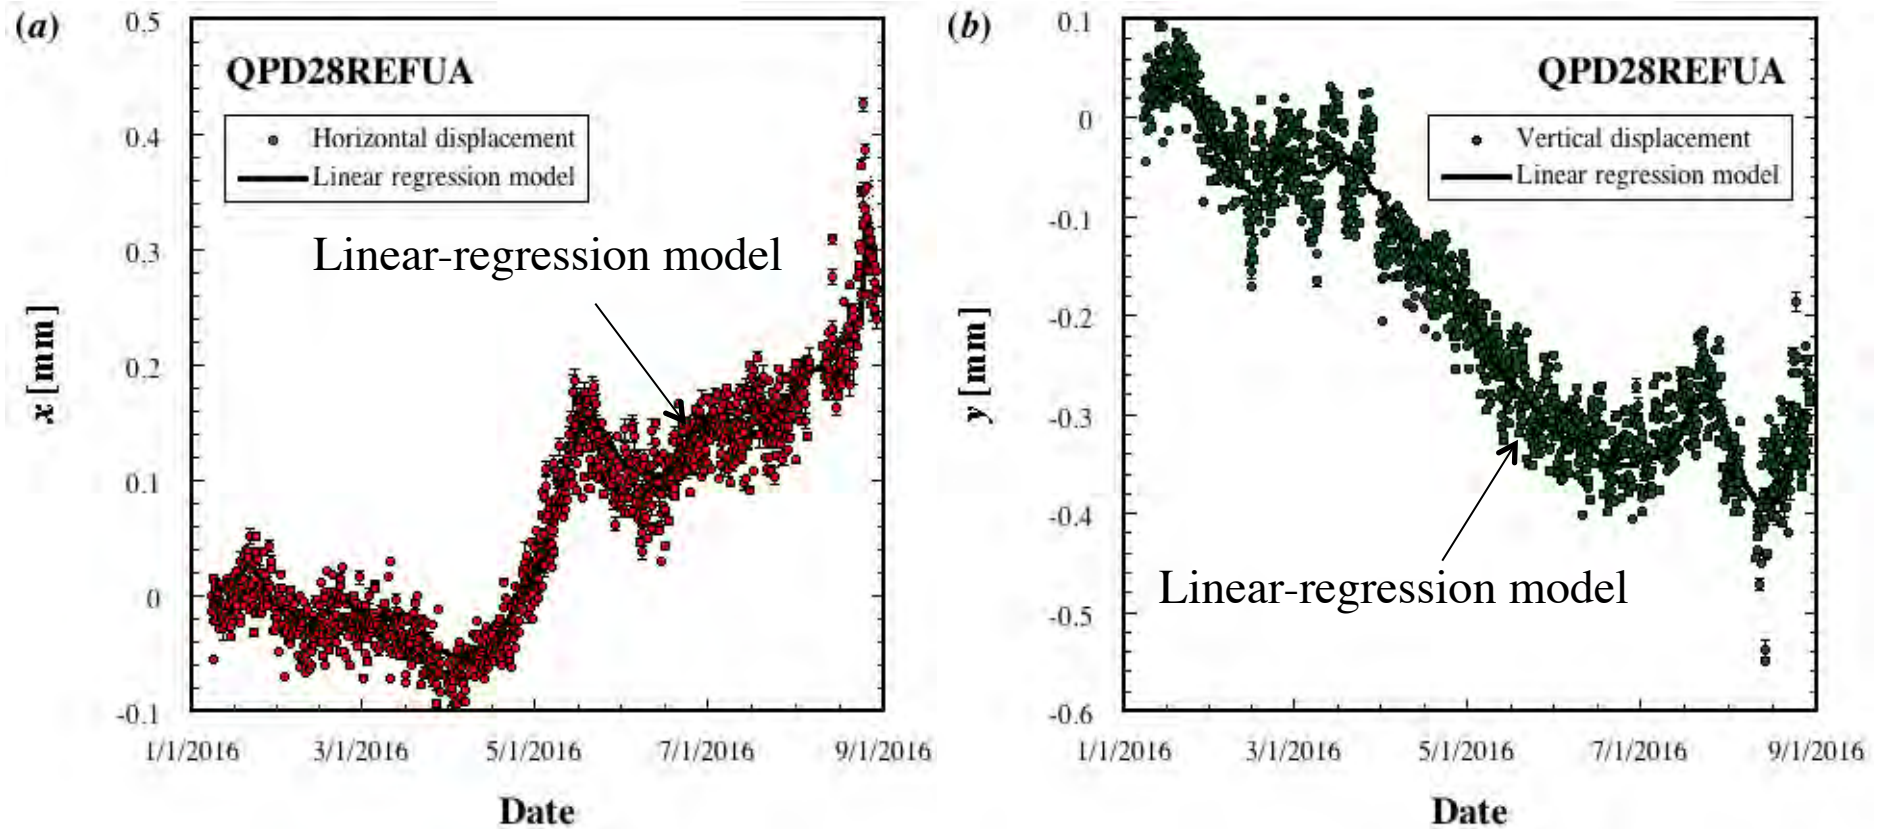 (a)
QPD28REFUA
Horizontal displacement
Linear regression model
Linear-regression model
x [mm]
0.5
0.4
0.3
0.2
0.1
0
-0.1
1/1/2016 3/1/2016 5/1/2016 7/1/2016 9/1/2016
Date
(b)
QPD28REFUA
Vertical displacement
Linear regression model
Linear-regression model
y [mm]
0.1
0
-0.1
-0.2
-0.3
-0.4
-0.5
-0.6
1/1/2016 3/1/2016 5/1/2016 7/1/2016 9/1/2016
Date